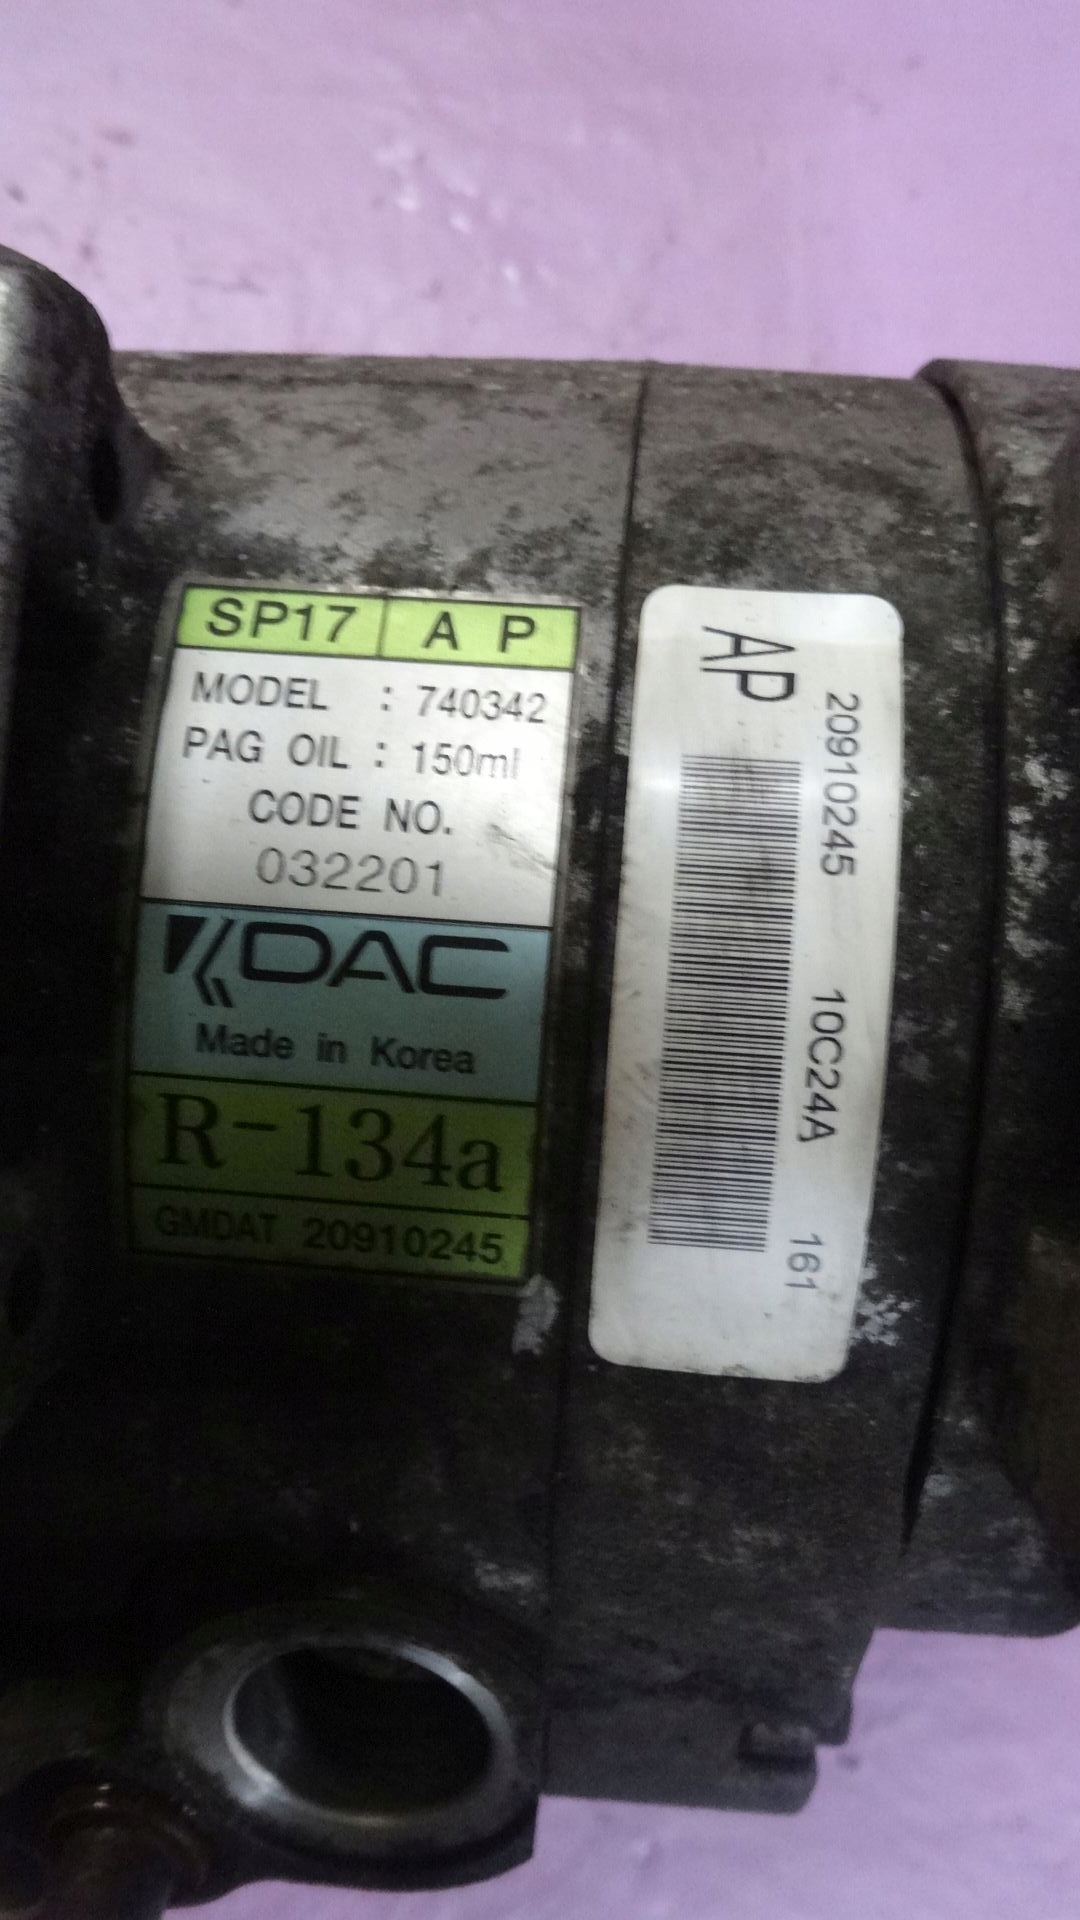 SP17 A P
MODEL : 740342
PAG OIL : 150ml
CODE NO.
032201
DAC
Made in Korea
R-134a
GMDAT 20910245
AP
20910245 10C24A 161